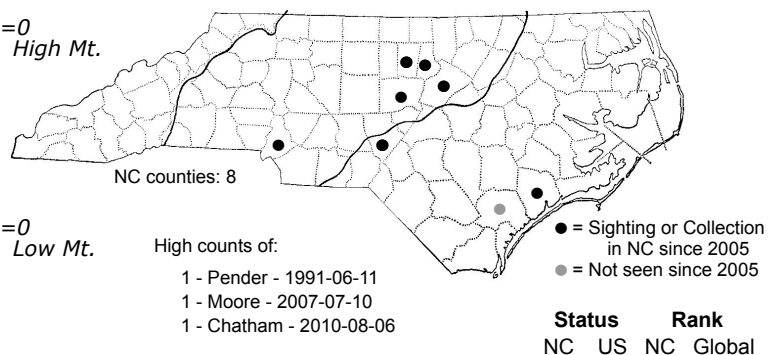 =0
High Mt.
NC counties: 8
=0
Low Mt.
High counts of:
1 - Pender - 1991-06-11
1 - Moore - 2007-07-10
1 - Chatham - 2010-08-06
● = Sighting or Collection
in NC since 2005
● = Not seen since 2005
Status Rank
NC US NC Global